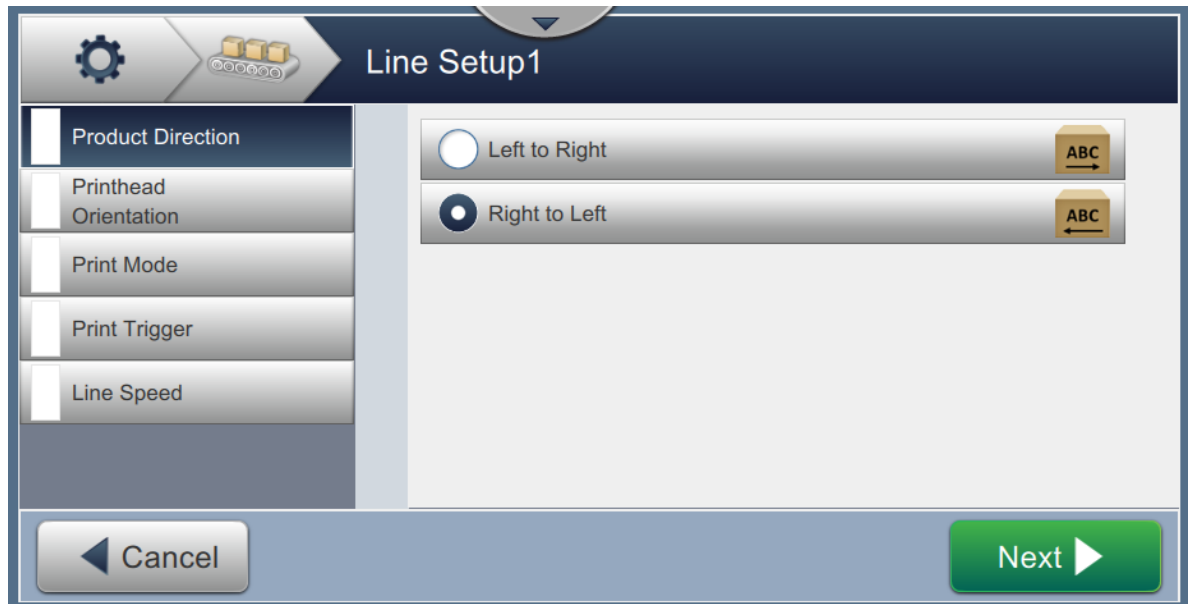 Line Setup1
Product Direction
Printhead
Orientation
Print Mode
Print Trigger
Line Speed
Left to Right
ABC
Right to Left
ABC
Cancel
Next